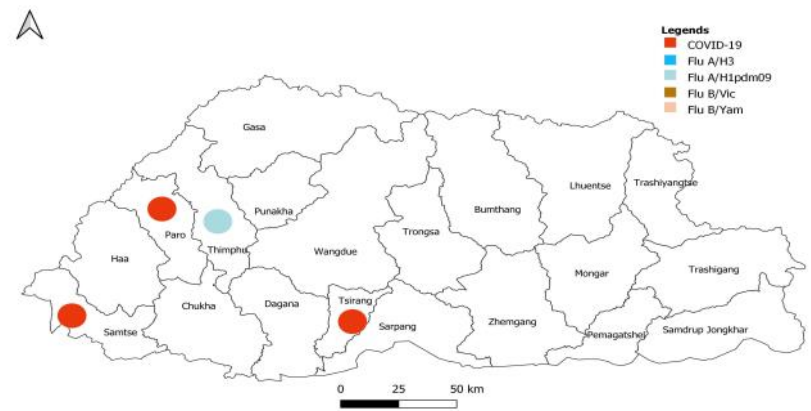 Legends
COVID-19
Flu A/H3
Flu A/H1pdm09
Flu B/Vic
Flu B/Yam
Gasa
Punakha
Lhuentse
Trashiyangtse
Bumthang
Paro
Thimphu
Trongsa
Wangdue
Haa
Mongar
Trashigang
Chukha
Dagana
Tsirang
Samtse
Sarpang
Zhemgang
Pemagatshel
Samdrup Jongkhar
0 25 50 km